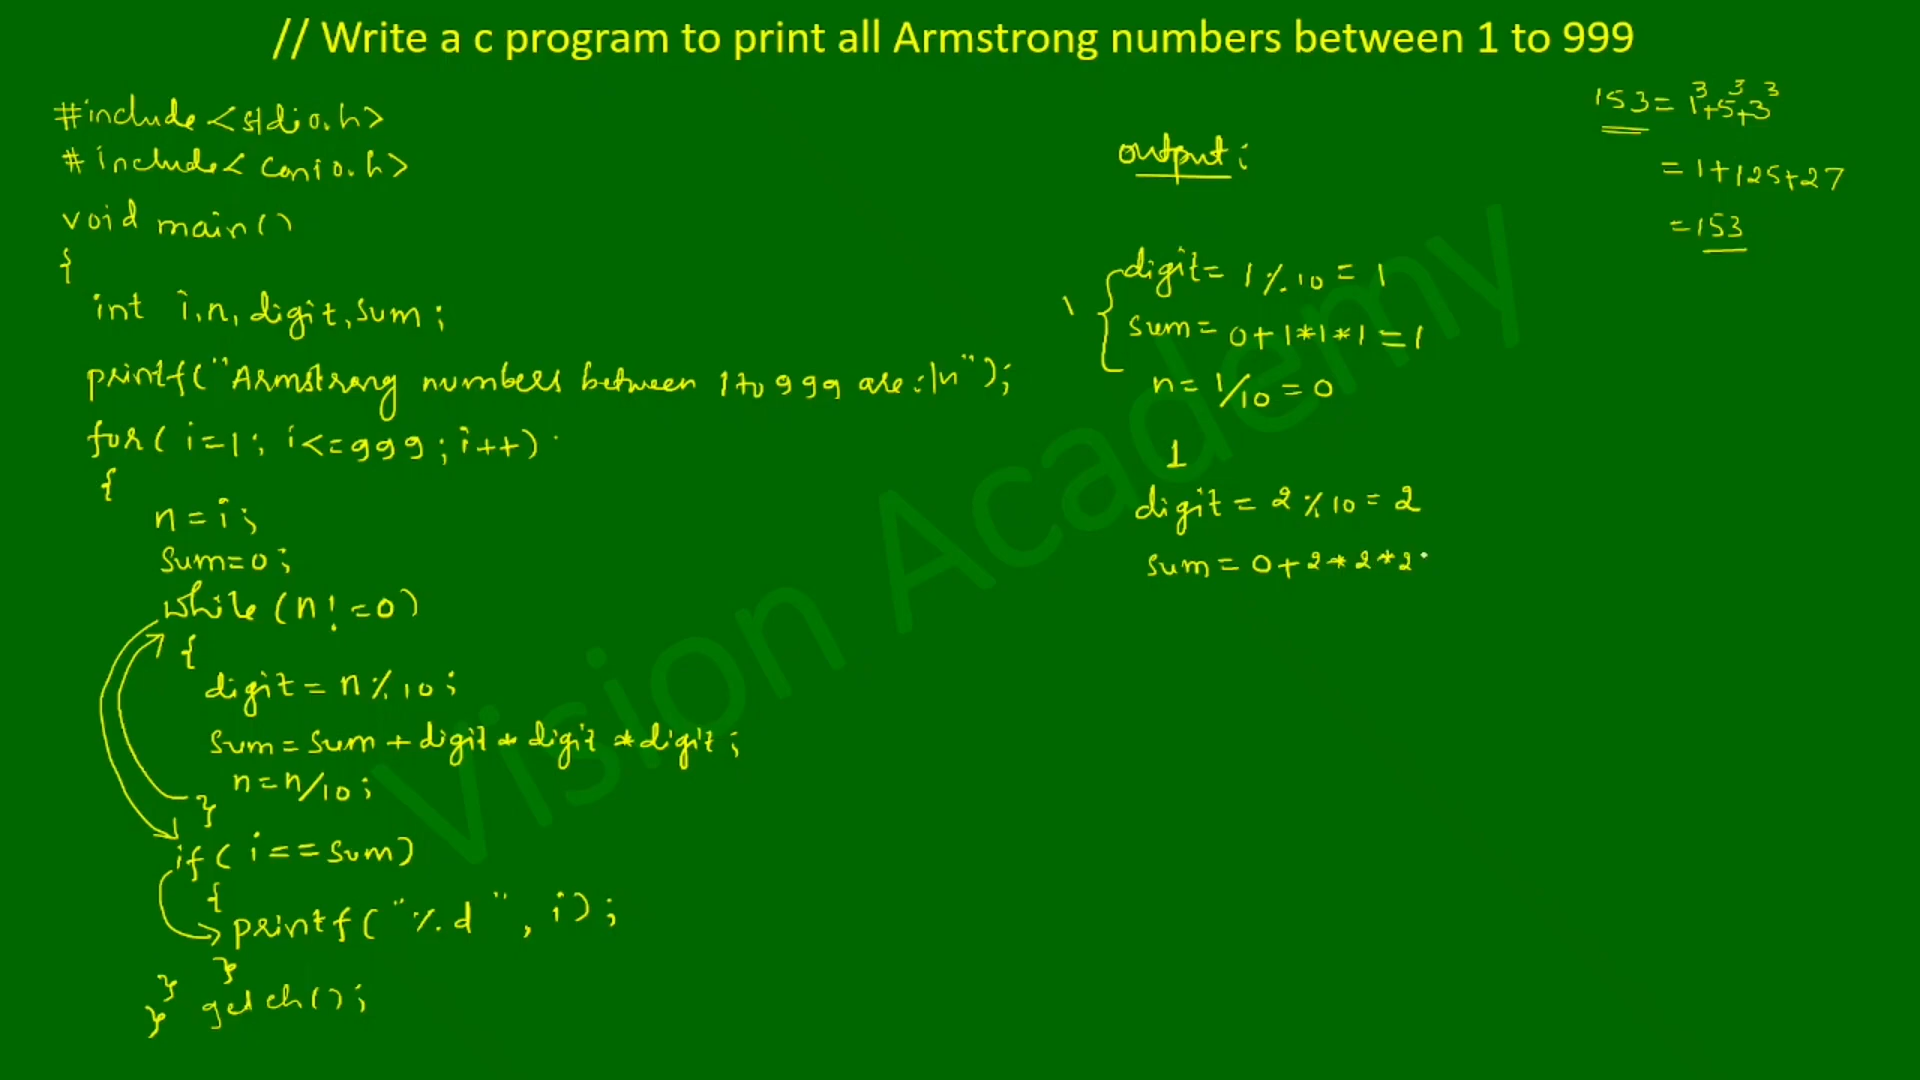 // Write a c program to print all Armstrong numbers between 1 to 999
#include <stdio.h>
#include <conio.h>
void main()
{
int i,n, digit,sum;
printf("Armstrong numbers between 1 to 999 are:\n");
for( i=1; i<=999; i++)
{
n=i;
sum=0;
while (n!=0)
{
digit=n%10;
sum=sum+digit*digit*digit;
n=n/10;
}
if( i==sum)
{
printf("%d", i);
}
}
getch();
}
output:
1 { digit= 1%10 = 1
sum= 0+1*1*1=1
n= 1/10=0
1
digit= 2%10=2
sum=0+2*2*2
153= 1³+5³+3³
=1+125+27
=153
Vision Academy